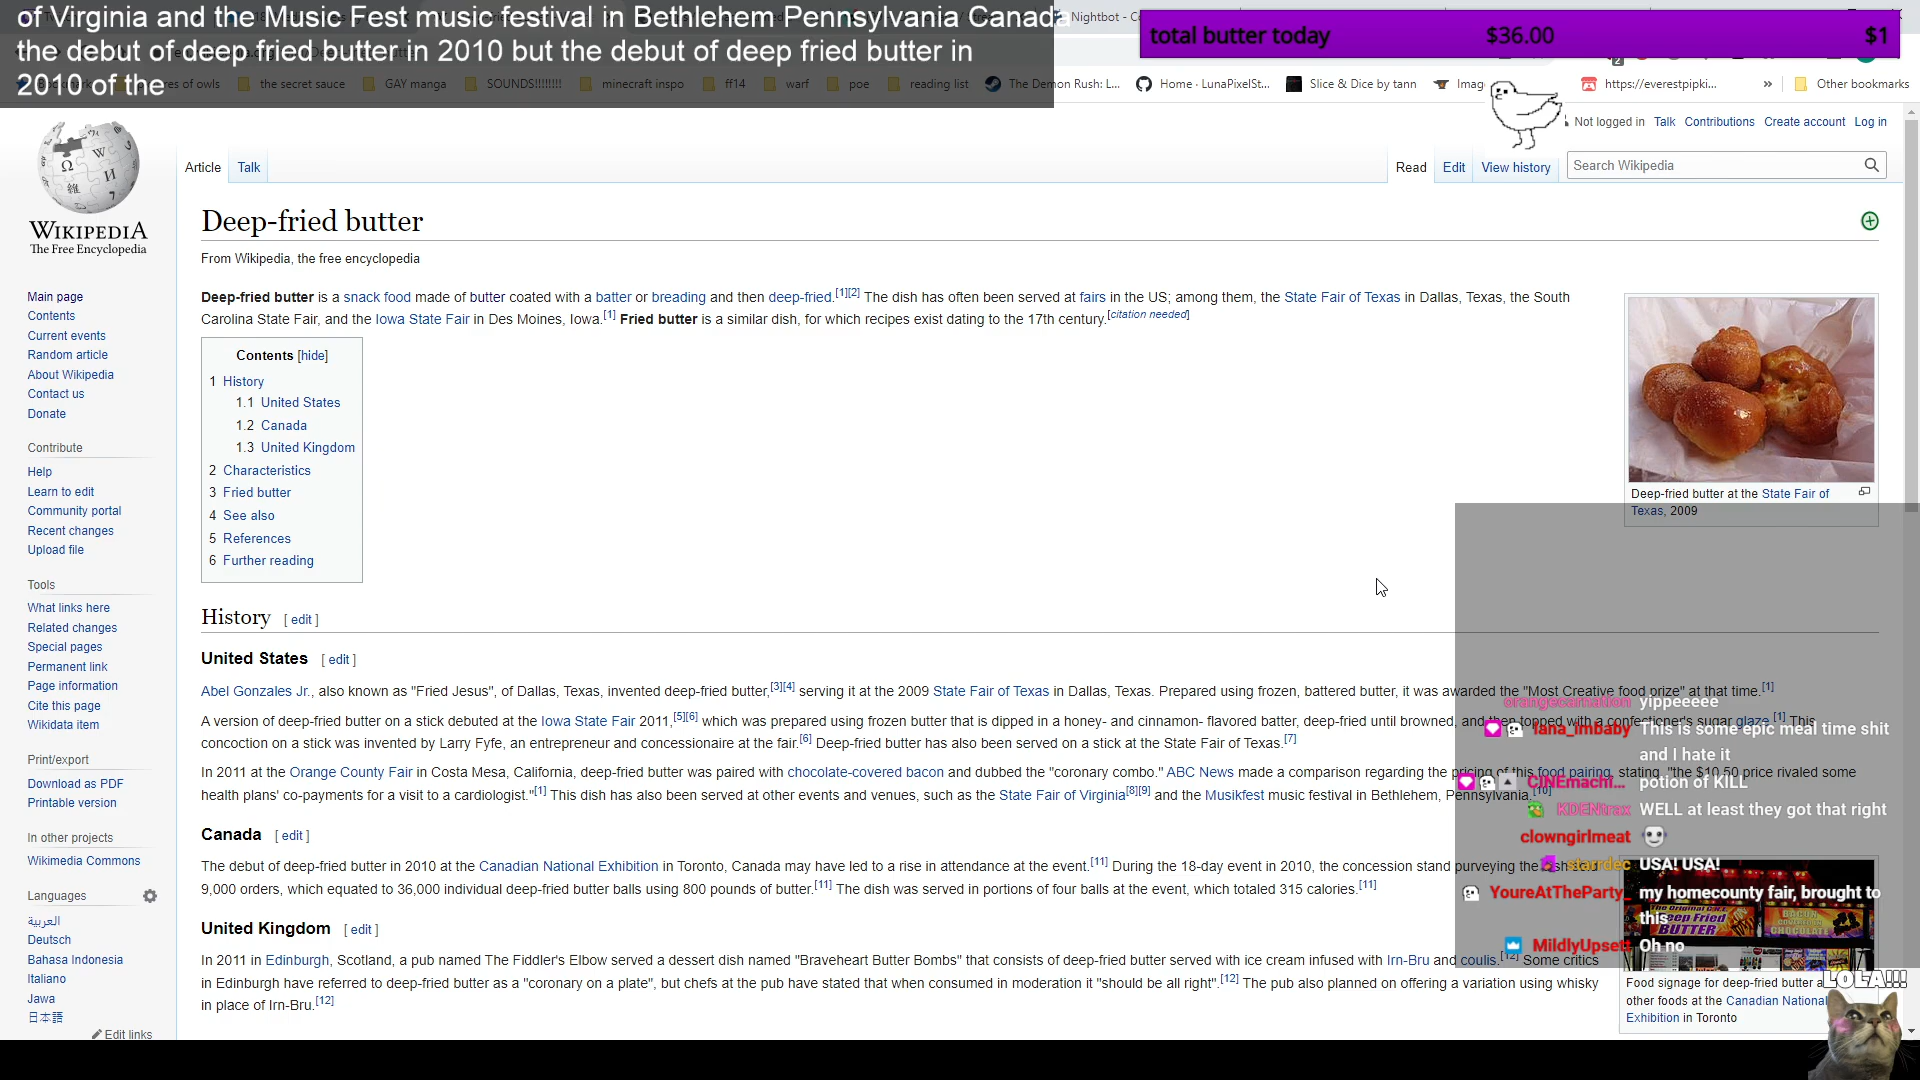 of Virginia and the Music Fest music festival in Bethlehem Pennsylvania Canada
the debut of deep fried butter in 2010 but the debut of deep fried butter in
2010 of the
Nightbot - C
total butter today $36.00 $1
res of owls the secret sauce GAY manga SOUNDS!!!!!!!! minecraft inspo ff14 warf poe reading list The Demon Rush: L... Home · LunaPixelSt... Slice & Dice by tann Imag https://everestpipki... » Other bookmarks
Not logged in Talk Contributions Create account Log in
Article Talk Read Edit View history Search Wikipedia
WIKIPEDIA
The Free Encyclopedia
Main page
Contents
Current events
Random article
About Wikipedia
Contact us
Donate
Contribute
Help
Learn to edit
Community portal
Recent changes
Upload file
Tools
What links here
Related changes
Special pages
Permanent link
Page information
Cite this page
Wikidata item
Print/export
Download as PDF
Printable version
In other projects
Wikimedia Commons
Languages
العربية
Deutsch
Bahasa Indonesia
Italiano
Jawa
日本語
Edit links
Deep-fried butter
From Wikipedia, the free encyclopedia
Deep-fried butter is a snack food made of butter coated with a batter or breading and then deep-fried.[1][2] The dish has often been served at fairs in the US; among them, the State Fair of Texas in Dallas, Texas, the South
Carolina State Fair, and the Iowa State Fair in Des Moines, Iowa.[1] Fried butter is a similar dish, for which recipes exist dating to the 17th century.[citation needed]
Contents [hide]
1 History
1.1 United States
1.2 Canada
1.3 United Kingdom
2 Characteristics
3 Fried butter
4 See also
5 References
6 Further reading
Deep-fried butter at the State Fair of
Texas, 2009
History [ edit ]
United States [ edit ]
Abel Gonzales Jr., also known as "Fried Jesus", of Dallas, Texas, invented deep-fried butter,[3][4] serving it at the 2009 State Fair of Texas in Dallas, Texas. Prepared using frozen, battered butter, it was awarded the "Most Creative food prize" at that time.[1]
A version of deep-fried butter on a stick debuted at the Iowa State Fair 2011,[5][6] which was prepared using frozen butter that is dipped in a honey- and cinnamon- flavored batter, deep-fried until browned, and then topped with a confectioner's sugar glaze.[1] This
concoction on a stick was invented by Larry Fyfe, an entrepreneur and concessionaire at the fair.[6] Deep-fried butter has also been served on a stick at the State Fair of Texas.[7]
In 2011 at the Orange County Fair in Costa Mesa, California, deep-fried butter was paired with chocolate-covered bacon and dubbed the "coronary combo." ABC News made a comparison regarding the pricing of this food pairing, stating, "the $10.50 price rivaled some
health plans' co-payments for a visit to a cardiologist."[1] This dish has also been served at other events and venues, such as the State Fair of Virginia[8][9] and the Musikfest music festival in Bethlehem, Pennsylvania.[10]
Canada [ edit ]
The debut of deep-fried butter in 2010 at the Canadian National Exhibition in Toronto, Canada may have led to a rise in attendance at the event.[11] During the 18-day event in 2010, the concession stand purveying the dish
9,000 orders, which equated to 36,000 individual deep-fried butter balls using 800 pounds of butter.[11] The dish was served in portions of four balls at the event, which totaled 315 calories.[11]
United Kingdom [ edit ]
In 2011 in Edinburgh, Scotland, a pub named The Fiddler's Elbow served a dessert dish named "Braveheart Butter Bombs" that consists of deep-fried butter served with ice cream infused with Irn-Bru and coulis.[12] Some critics
in Edinburgh have referred to deep-fried butter as a "coronary on a plate", but chefs at the pub have stated that when consumed in moderation it "should be all right".[12] The pub also planned on offering a variation using whisky
in place of Irn-Bru.[12]
orangecarnation yippeeeee
lana_imbaby This is some epic meal time shit
and I hate it
CINEmachi... potion of KILL
KDENtrax WELL at least they got that right
clowngirlmeat
starrdec USA! USA!
YoureAtTheParty_ my homecounty fair, brought to
this
MildlyUpsett Oh no
Deep Fried
BUTTER
BACON
CHOCOLATE
Food signage for deep-fried butter a
other foods at the Canadian National
Exhibition in Toronto
LOLA!!!